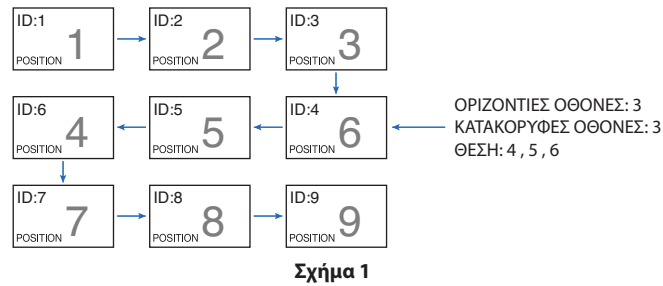 ID:1
POSITION 1
ID:2
POSITION 2
ID:3
POSITION 3
ID:6
POSITION 4
ID:5
POSITION 5
ID:4
POSITION 6
ΟΡΙΖΟΝΤΙΕΣ ΟΘΟΝΕΣ: 3
ΚΑΤΑΚΟΡΥΦΕΣ ΟΘΟΝΕΣ: 3
ΘΕΣΗ: 4 , 5 , 6
ID:7
POSITION 7
ID:8
POSITION 8
ID:9
POSITION 9
Σχήμα 1